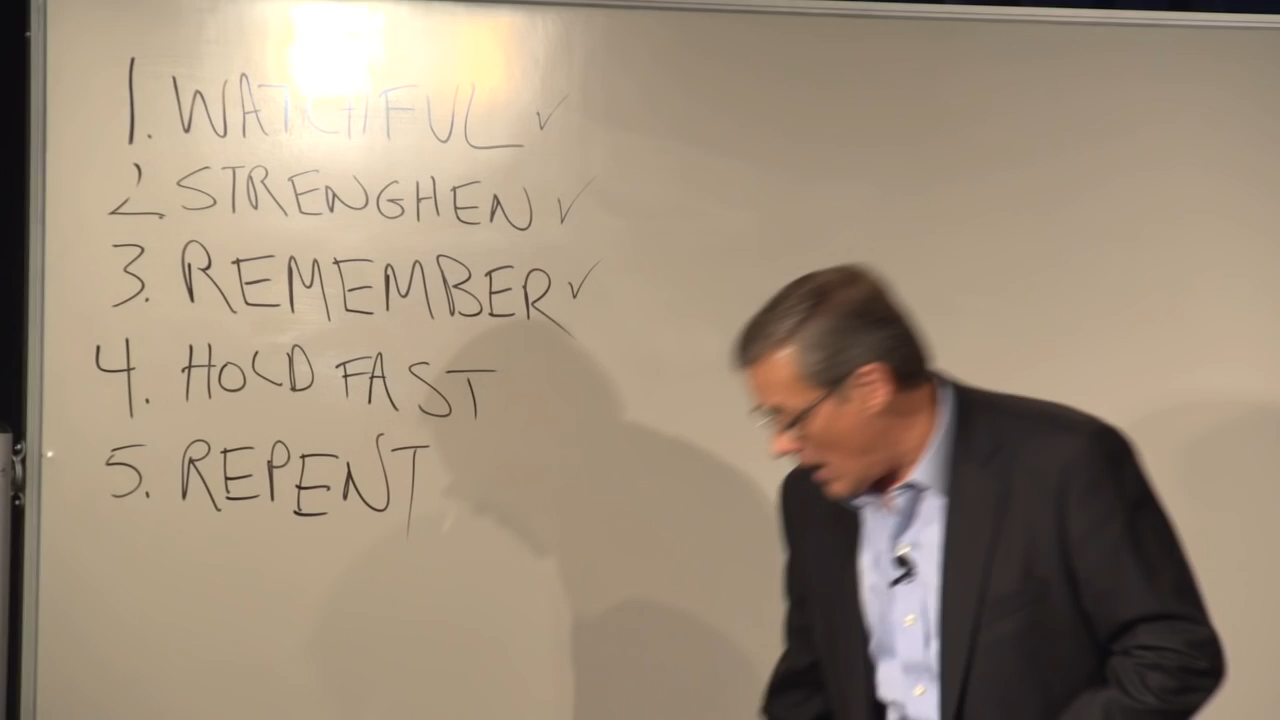 1. WATCHFUL ✓
2. STRENGHEN ✓
3. REMEMBER ✓
4. HOLD FAST
5. REPENT